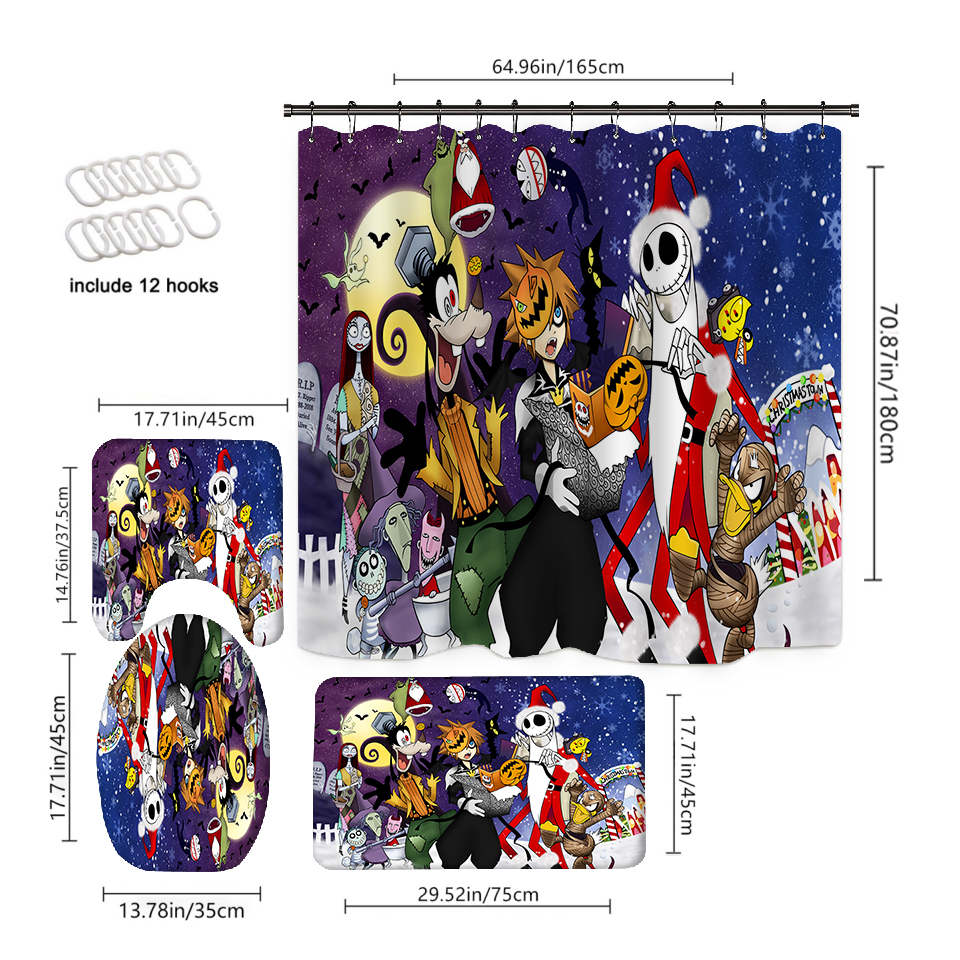 64.96in/165cm
include 12 hooks
70.87in/180cm
R.I.P
CHRISTMAS TOWN
17.71in/45cm
14.76in/37.5cm
17.71in/45cm
17.71in/45cm
13.78in/35cm
29.52in/75cm